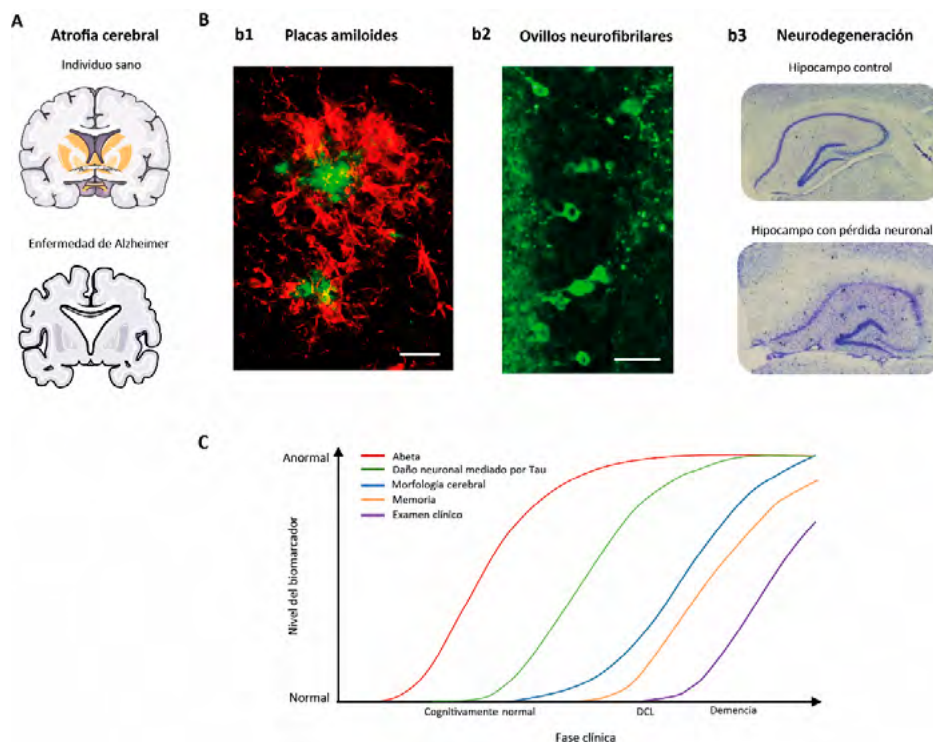 A
Atrofia cerebral
Individuo sano
Enfermedad de Alzheimer
B
b1
Placas amiloides
b2
Ovillos neurofibrilares
b3
Neurodegeneración
Hipocampo control
Hipocampo con pérdida neuronal
C
Anormal
Abeta
Daño neuronal mediado por Tau
Morfología cerebral
Memoria
Examen clínico
Nivel del biomarcador
Normal
Cognitivamente normal
DCL
Demencia
Fase clínica